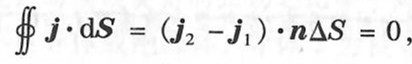 ∯ j · dS = (j₂ − j₁) · nΔS = 0,